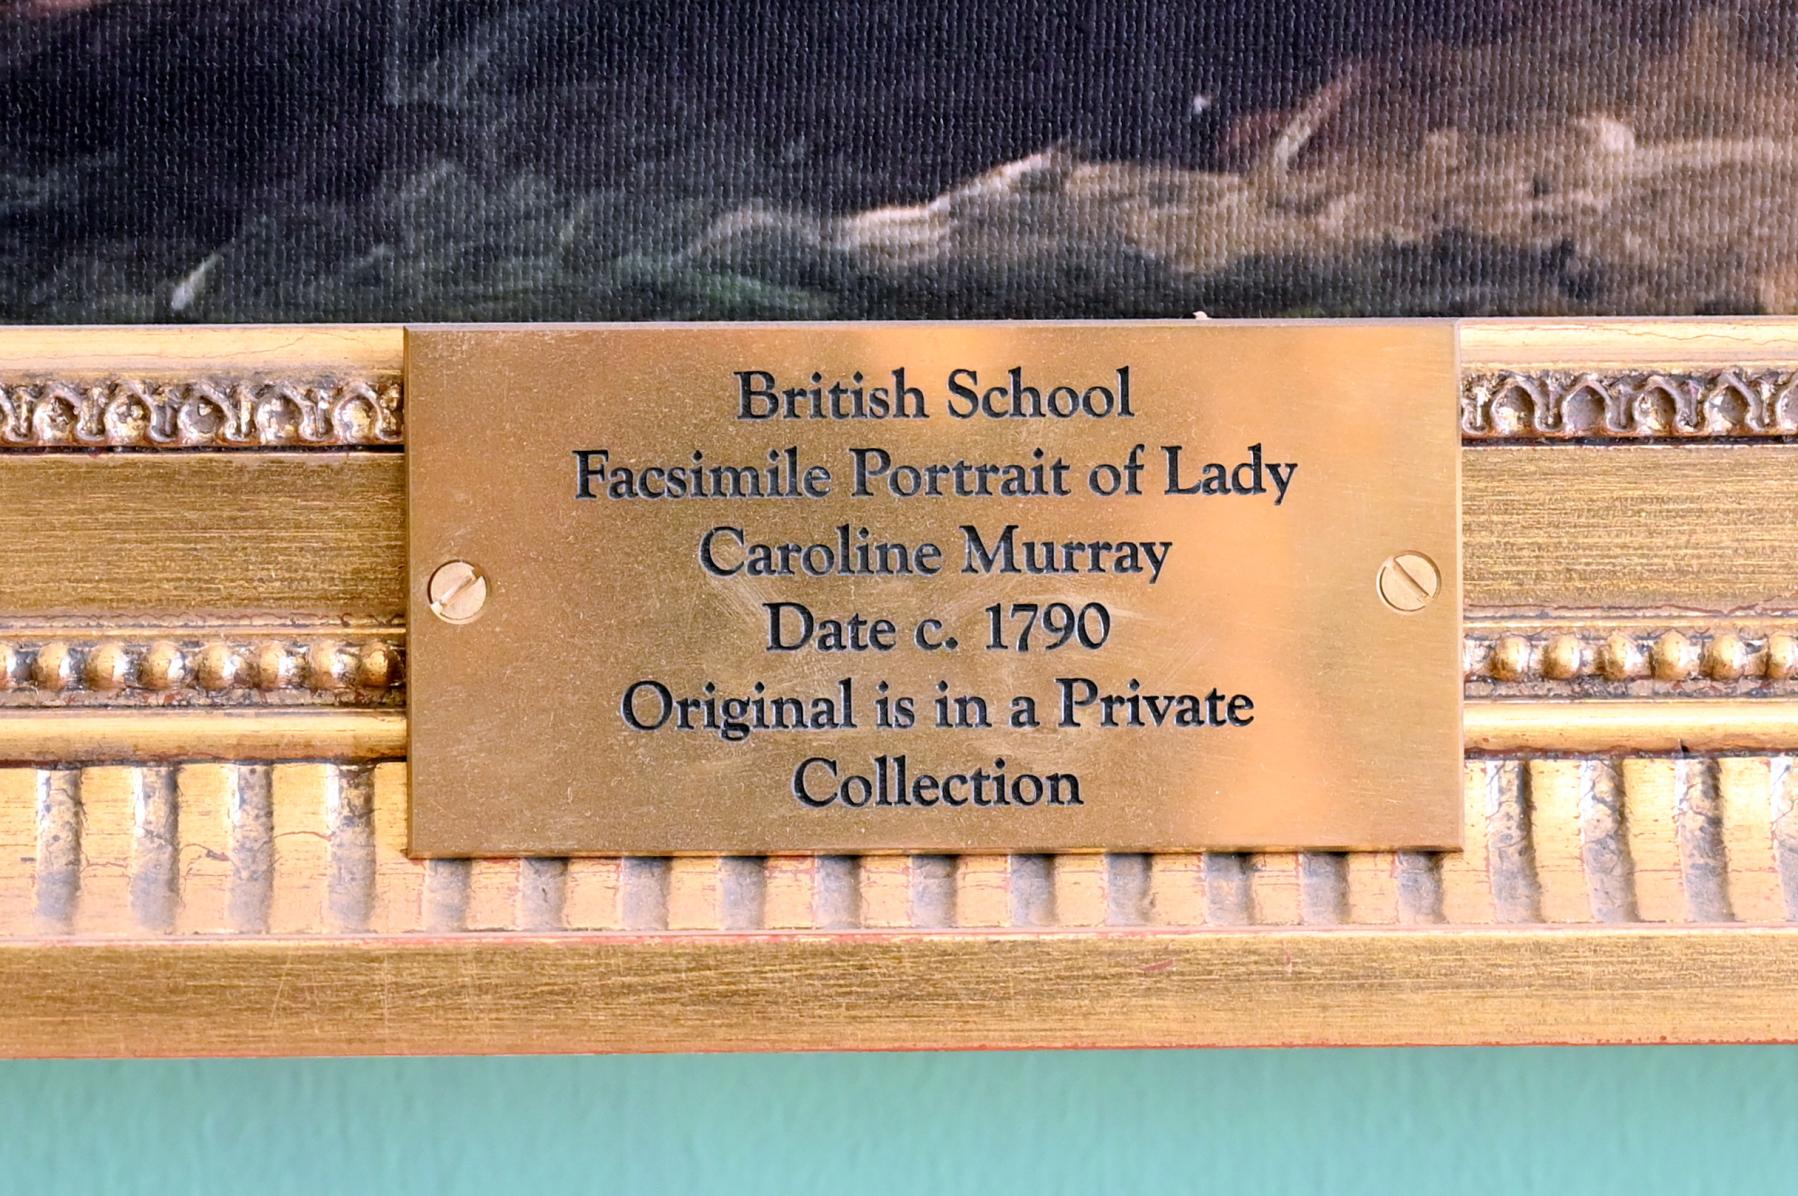 British School
Facsimile Portrait of Lady
Caroline Murray
Date c. 1790
Original is in a Private
Collection